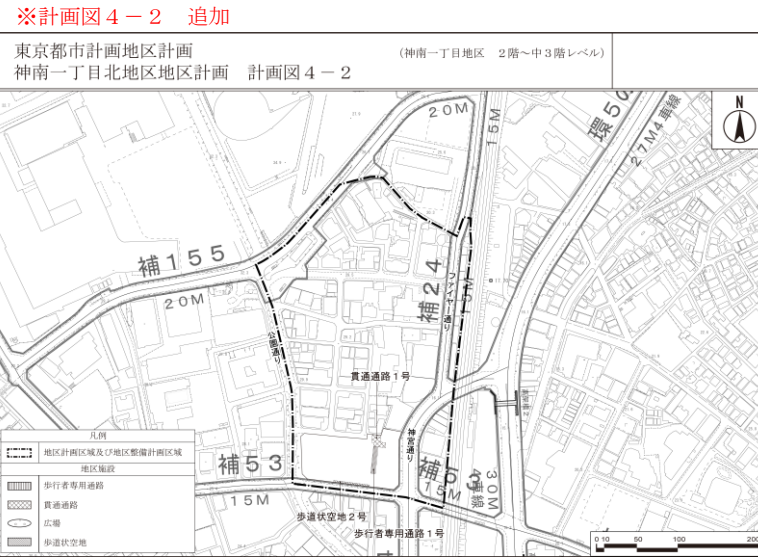 ※計画図４－２　追加
東京都市計画地区計画
（神南一丁目地区　２階～中３階レベル）
神南一丁目北地区地区計画　計画図４－２
N
20M
15M
環5の
27M4車線
補155
20M
補24
ファイヤー通り
15M
公園通り
貫通通路1号
神宮通り
補53
15M
15M
30M
歩道状空地2号
歩行者専用通路1号
凡例
地区計画区域及び地区整備計画区域
地区施設
歩行者専用通路
貫通通路
広場
歩道状空地
0 10 50 100 200